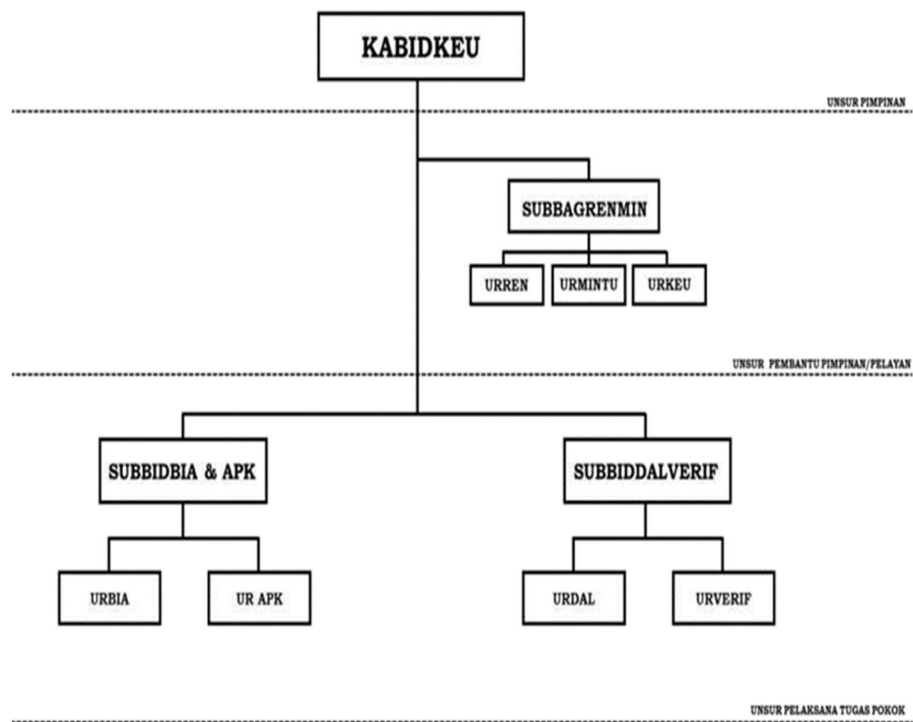 KABIDKEU
UNSUR PIMPINAN
SUBBAGRENMIN
URREN
URMINTU
URKEU
UNSUR PEMBANTU PIMPINAN/PELAYAN
SUBBIDBIA & APK
SUBBIDDALVERIF
URBIA
UR APK
URDAL
URVERIF
UNSUR PELAKSANA TUGAS POKOK